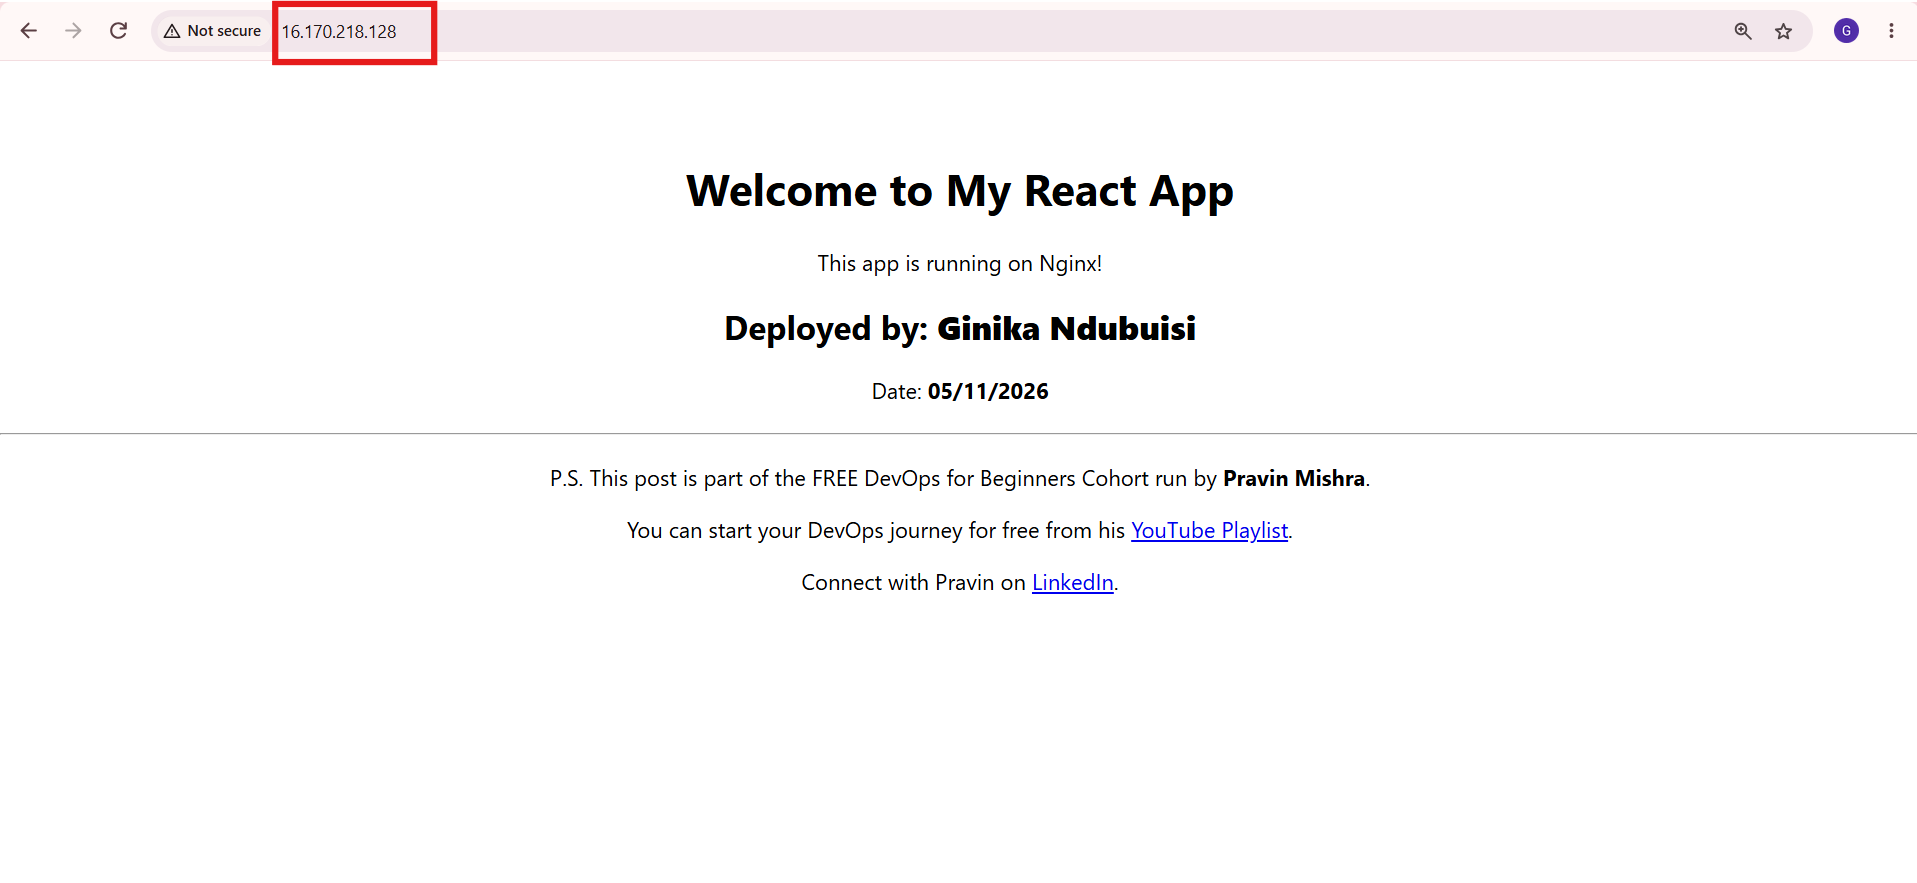 Not secure 16.170.218.128 G
Welcome to My React App
This app is running on Nginx!
Deployed by: Ginika Ndubuisi
Date: 05/11/2026
P.S. This post is part of the FREE DevOps for Beginners Cohort run by Pravin Mishra.
You can start your DevOps journey for free from his YouTube Playlist.
Connect with Pravin on LinkedIn.